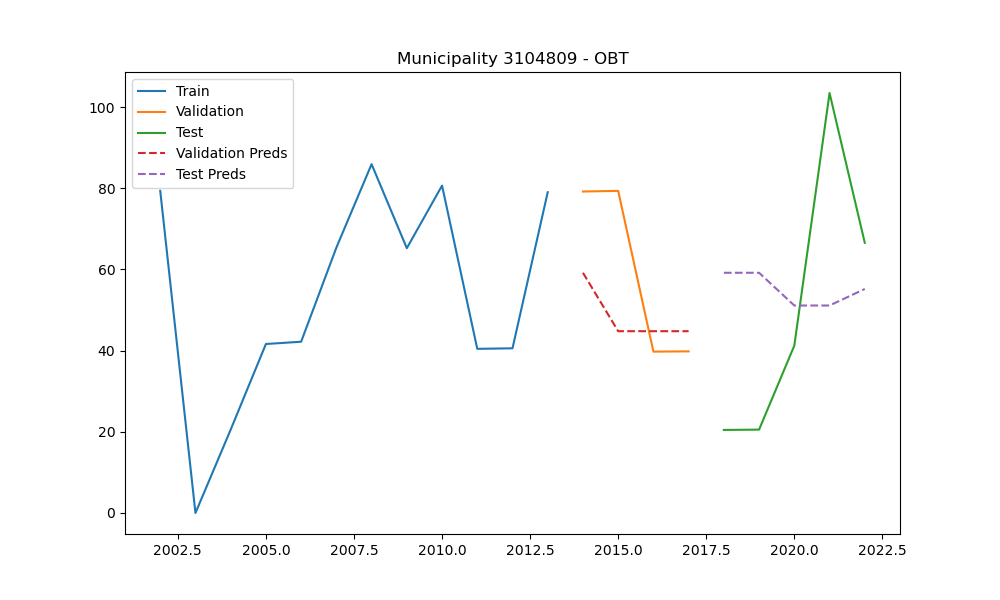 Municipality 3104809 - OBT
Train
Validation
Test
Validation Preds
Test Preds
100
80
60
40
20
0
2002.5 2005.0 2007.5 2010.0 2012.5 2015.0 2017.5 2020.0 2022.5